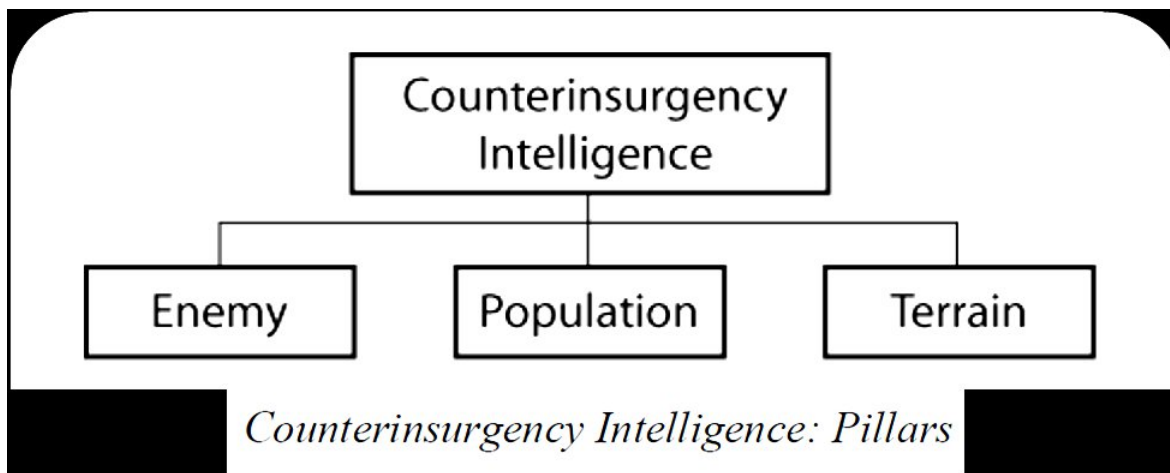 Counterinsurgency
Intelligence
Enemy
Population
Terrain
Counterinsurgency Intelligence: Pillars